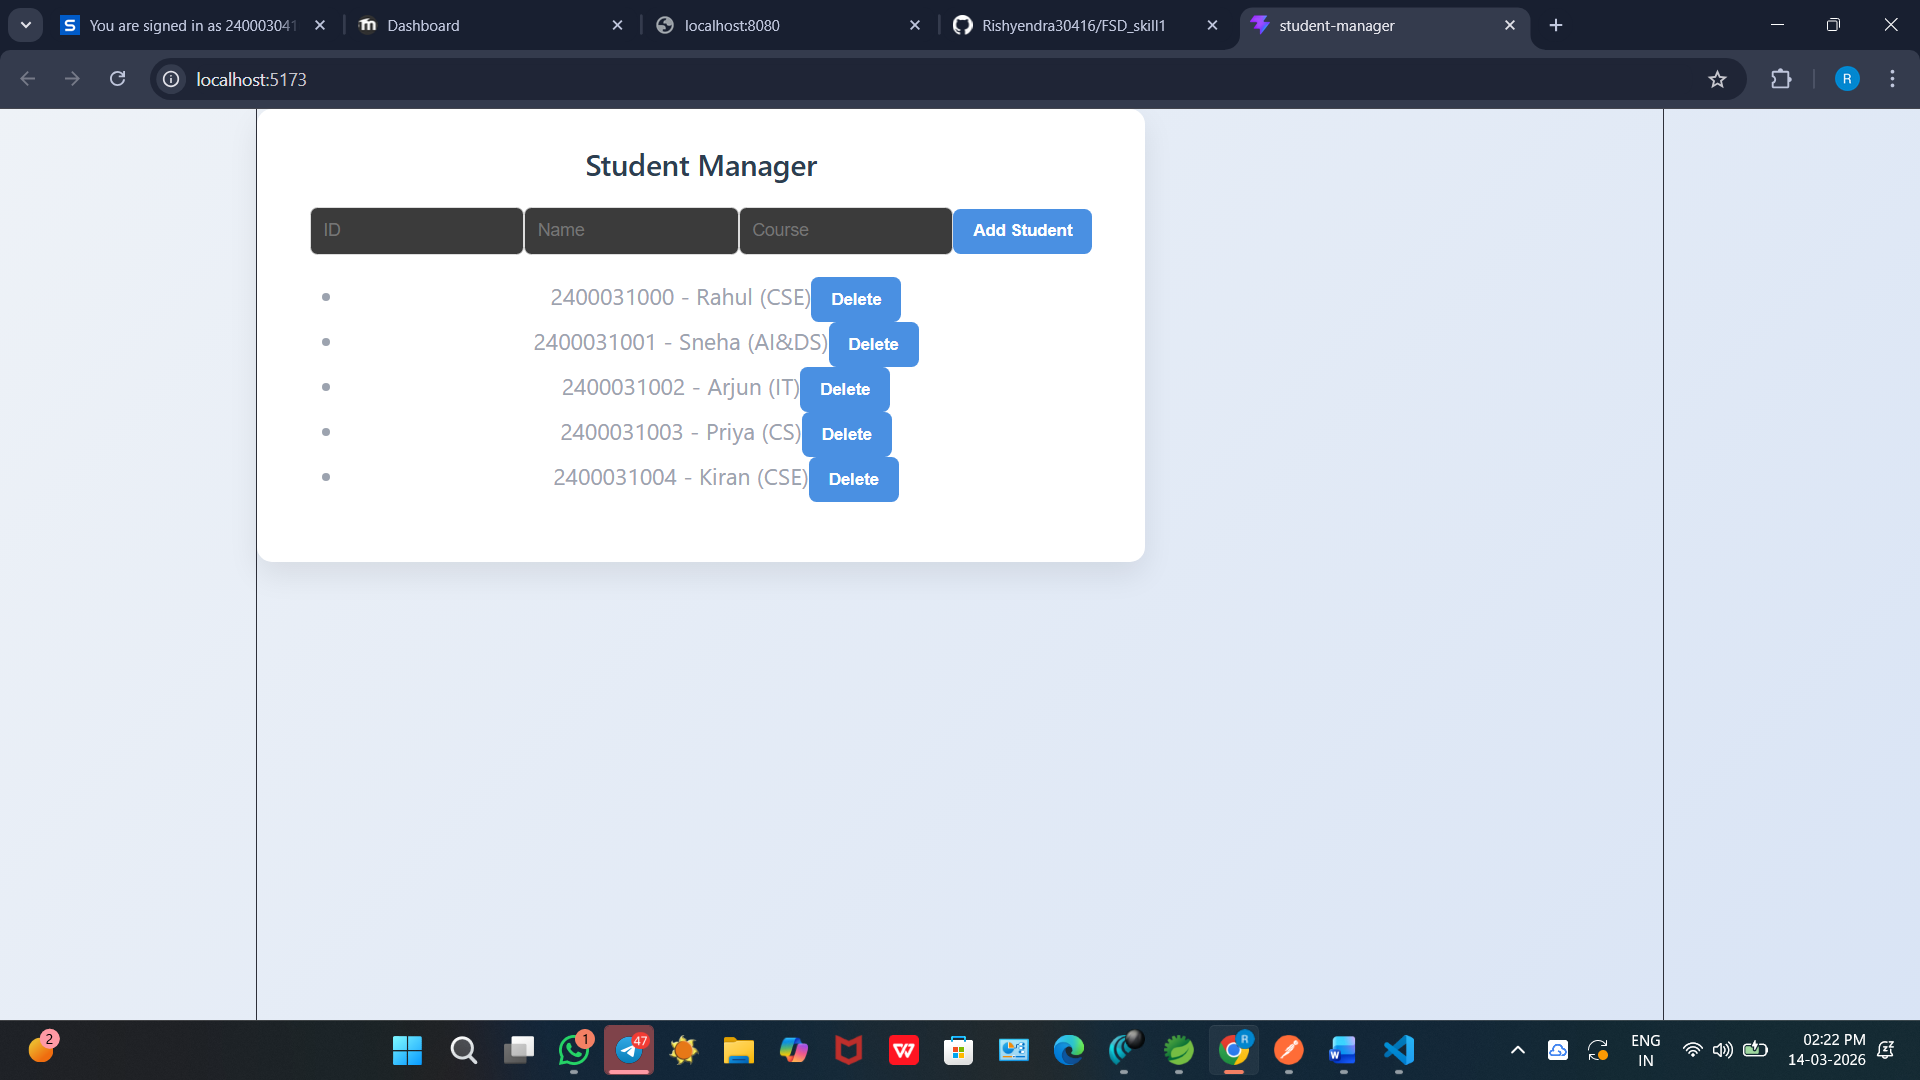 You are signed in as 240003041
Dashboard
localhost:8080
Rishyendra30416/FSD_skill1
student-manager
localhost:5173
R
Student Manager
ID
Name
Course
Add Student
2400031000 - Rahul (CSE)
Delete
2400031001 - Sneha (AI&DS)
Delete
2400031002 - Arjun (IT)
Delete
2400031003 - Priya (CS)
Delete
2400031004 - Kiran (CSE)
Delete
2
1
47
R
ENG
IN
02:22 PM
14-03-2026